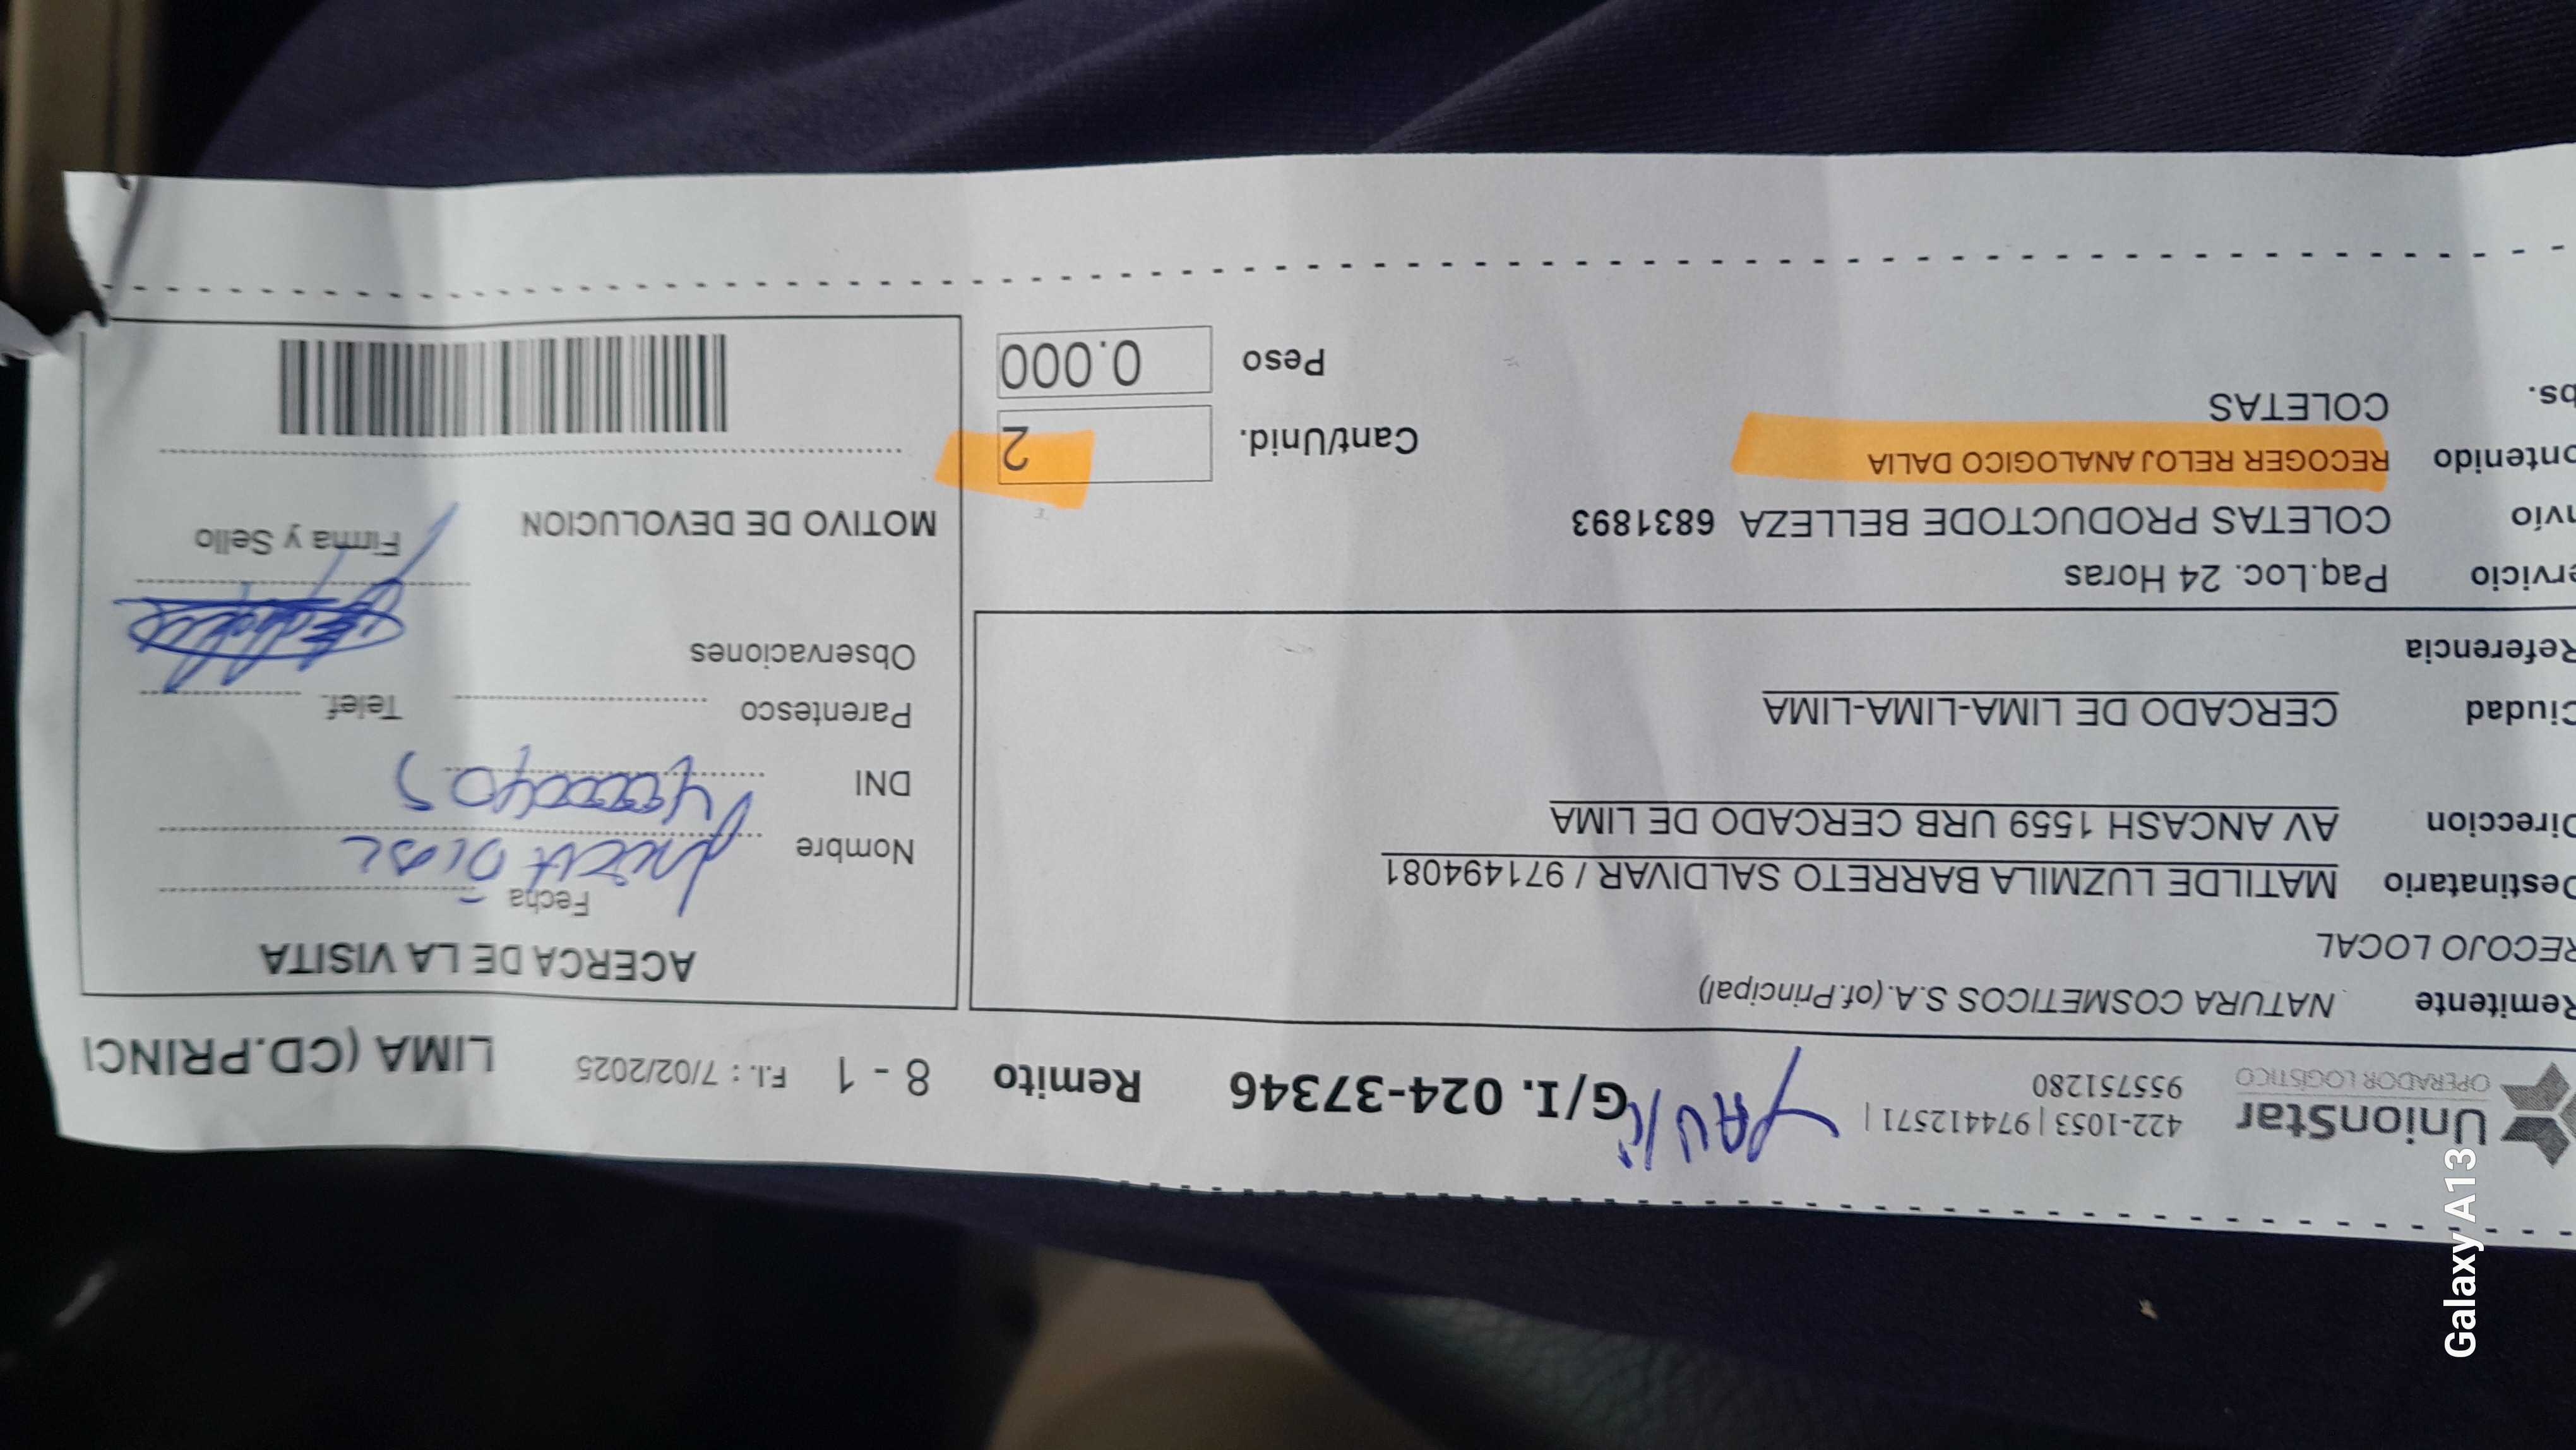 UnionStar
OPERADOR LOGÍSTICO
422-1053 | 974412571 |
955751280
G/I. 024-37346
Remito 8 - 1 F.I. : 7/02/2025 LIMA (CD.PRINCI
Remitente NATURA COSMETICOS S.A. (of.Principal)
RECOJO LOCAL
Destinatario MATILDE LUZMILA BARRETO SALDIVAR / 971494081
Direccion AV ANCASH 1559 URB CERCADO DE LIMA
Ciudad CERCADO DE LIMA-LIMA-LIMA
Referencia
ervicio Paq.Loc. 24 Horas
nvío COLETAS PRODUCTODE BELLEZA 6831893
ontenido RECOGER RELOJ ANALOGICO DALIA
bs. COLETAS
Cant/Unid. 2
Peso 0.000
ACERCA DE LA VISITA
Fecha
Nombre
DNI
Parentesco Telef.
Observaciones
Firma y Sello
MOTIVO DE DEVOLUCION
Galaxy A13